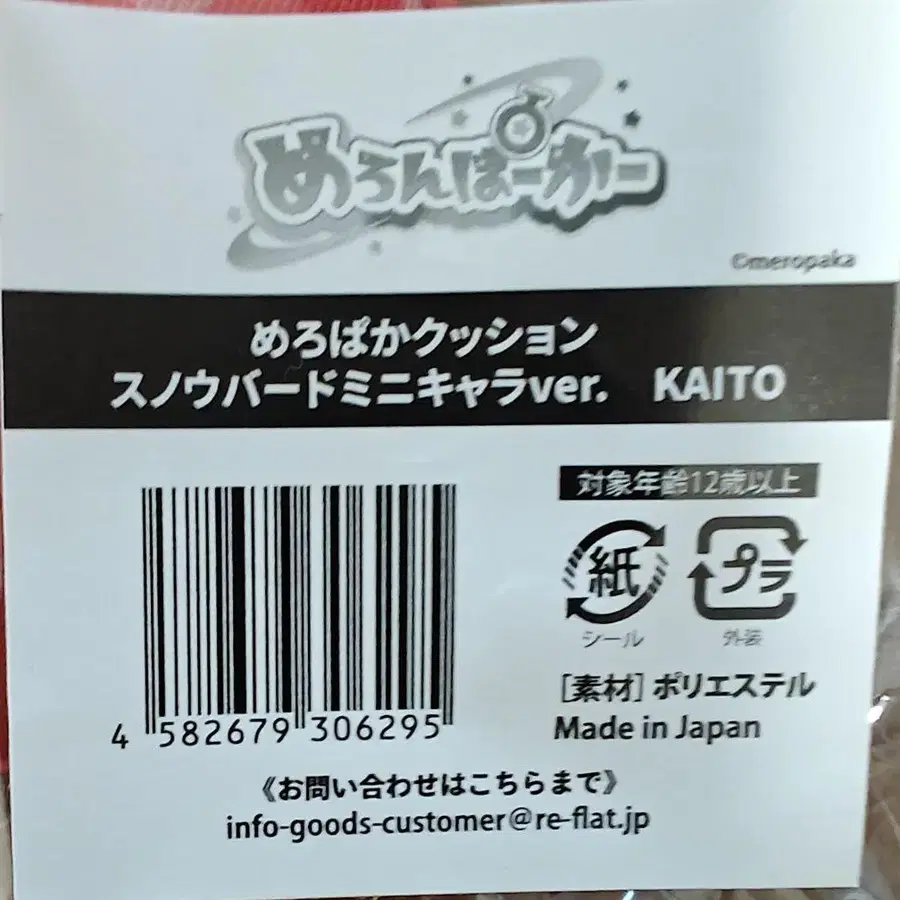 めろんぱーかー
©meropaka
めろぱかクッション
スノウバードミニキャラver. KAITO
対象年齢12歳以上
紙
プラ
シール
外装
[素材] ポリエステル
Made in Japan
4 582679 306295
《お問い合わせはこちらまで》
info-goods-customer@re-flat.jp